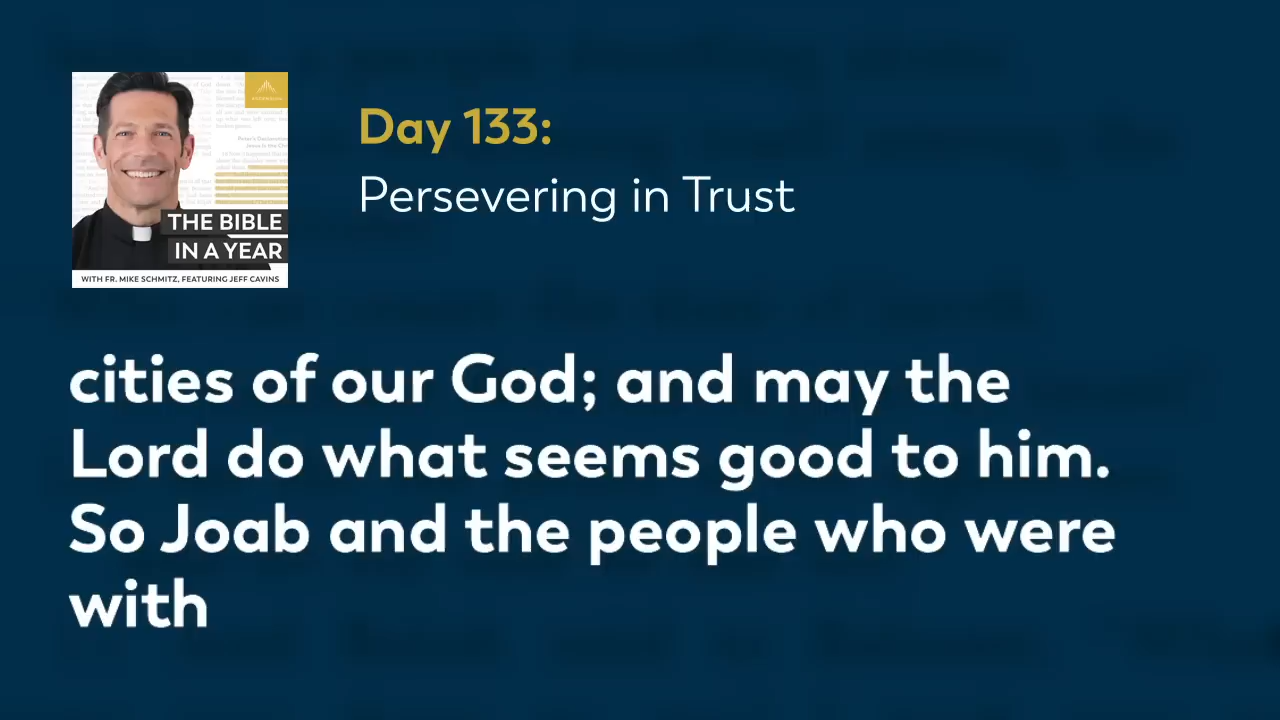 Day 133:
Persevering in Trust
THE BIBLE
IN A YEAR
WITH FR. MIKE SCHMITZ, FEATURING JEFF CAVINS
cities of our God; and may the
Lord do what seems good to him.
So Joab and the people who were
with